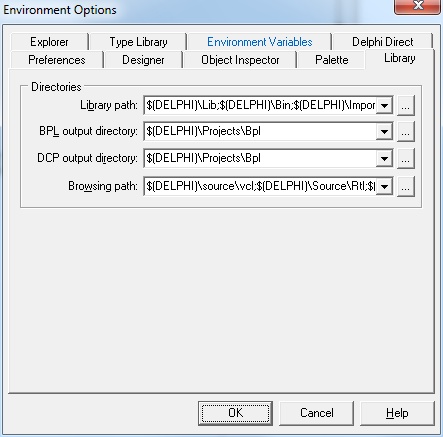 Environment Options
Explorer Type Library Environment Variables Delphi Direct
Preferences Designer Object Inspector Palette Library
Directories
Library path: $(DELPHI)\Lib;$(DELPHI)\Bin;$(DELPHI)\Impor ...
BPL output directory: $(DELPHI)\Projects\Bpl ...
DCP output directory: $(DELPHI)\Projects\Bpl ...
Browsing path: $(DELPHI)\source\vcl;$(DELPHI)\Source\Rtl;$( ...
OK Cancel Help